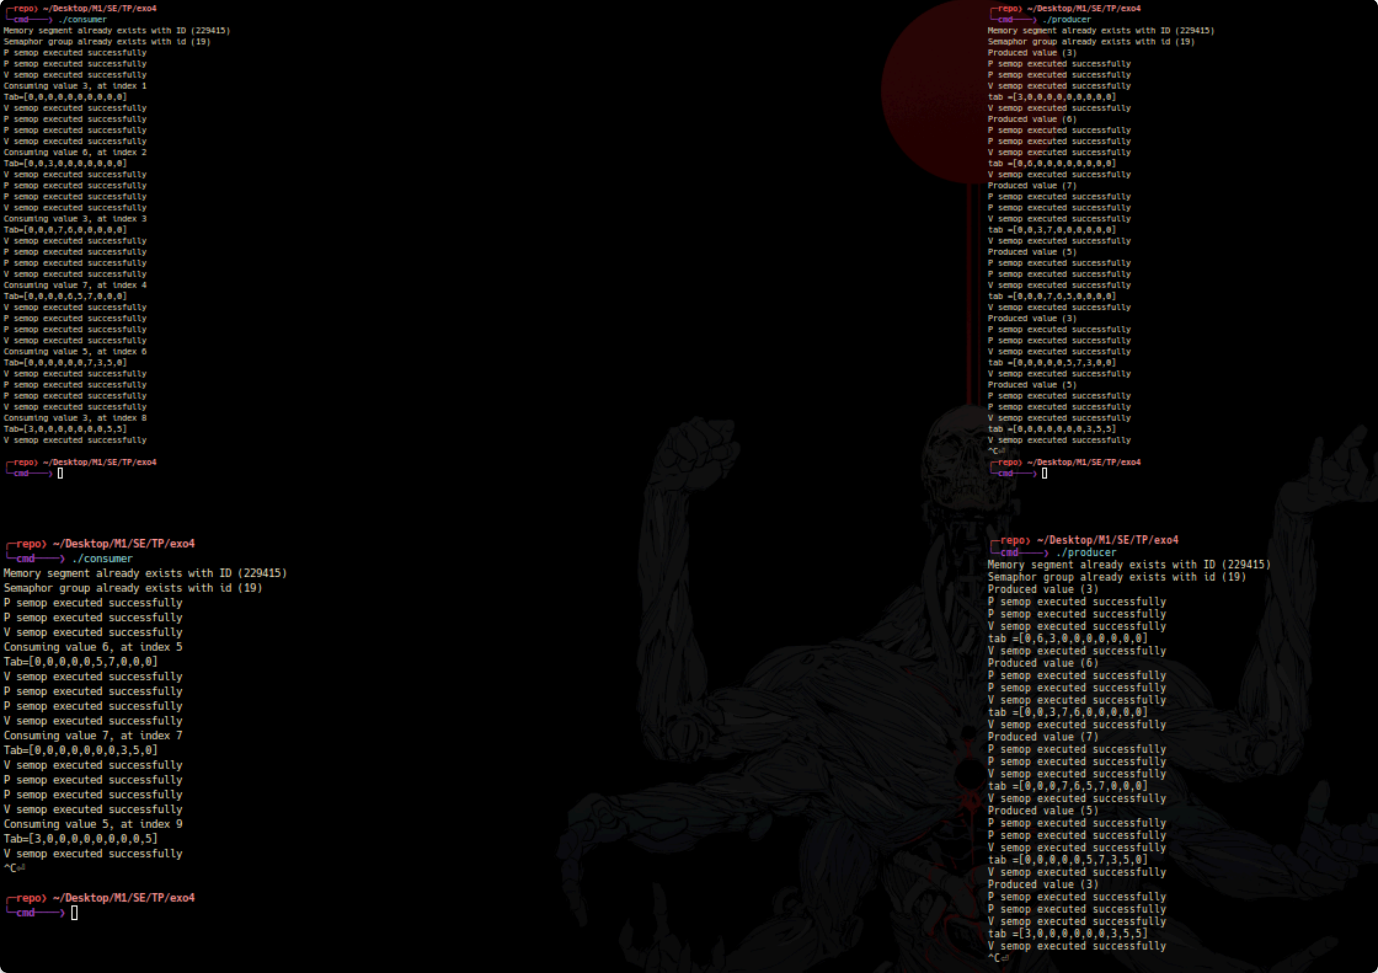 repo) ~/Desktop/M1/SE/TP/exo4
cmd ./consumer
Memory segment already exists with ID (229415)
Semaphor group already exists with id (19)
P semop executed successfully
P semop executed successfully
V semop executed successfully
Consuming value 3, at index 1
Tab=[0,0,0,0,0,0,0,0,0,0]
V semop executed successfully
P semop executed successfully
P semop executed successfully
V semop executed successfully
Consuming value 6, at index 2
Tab=[0,0,3,0,0,0,0,0,0,0]
V semop executed successfully
P semop executed successfully
P semop executed successfully
V semop executed successfully
Consuming value 3, at index 3
Tab=[0,0,0,7,6,0,0,0,0,0]
V semop executed successfully
P semop executed successfully
P semop executed successfully
V semop executed successfully
Consuming value 7, at index 4
Tab=[0,0,0,0,6,5,7,0,0,0]
V semop executed successfully
P semop executed successfully
P semop executed successfully
V semop executed successfully
Consuming value 5, at index 6
Tab=[0,0,0,0,0,0,7,3,5,0]
V semop executed successfully
P semop executed successfully
P semop executed successfully
V semop executed successfully
Consuming value 3, at index 8
Tab=[3,0,0,0,0,0,0,0,5,5]
V semop executed successfully
repo) ~/Desktop/M1/SE/TP/exo4
cmd
repo) ~/Desktop/M1/SE/TP/exo4
cmd ./producer
Memory segment already exists with ID (229415)
Semaphor group already exists with id (19)
Produced value (3)
P semop executed successfully
P semop executed successfully
V semop executed successfully
tab =[3,0,0,0,0,0,0,0,0,0]
V semop executed successfully
Produced value (6)
P semop executed successfully
P semop executed successfully
V semop executed successfully
tab =[0,6,0,0,0,0,0,0,0,0]
V semop executed successfully
Produced value (7)
P semop executed successfully
P semop executed successfully
V semop executed successfully
tab =[0,0,3,7,0,0,0,0,0,0]
V semop executed successfully
Produced value (5)
P semop executed successfully
P semop executed successfully
V semop executed successfully
tab =[0,0,0,7,6,5,0,0,0,0]
V semop executed successfully
Produced value (3)
P semop executed successfully
P semop executed successfully
V semop executed successfully
tab =[0,0,0,0,0,5,7,3,0,0]
V semop executed successfully
Produced value (5)
P semop executed successfully
P semop executed successfully
V semop executed successfully
tab =[0,0,0,0,0,0,0,3,5,5]
V semop executed successfully
^C⏎
repo) ~/Desktop/M1/SE/TP/exo4
cmd
repo) ~/Desktop/M1/SE/TP/exo4
cmd ./consumer
Memory segment already exists with ID (229415)
Semaphor group already exists with id (19)
P semop executed successfully
P semop executed successfully
V semop executed successfully
Consuming value 6, at index 5
Tab=[0,0,0,0,0,5,7,0,0,0]
V semop executed successfully
P semop executed successfully
P semop executed successfully
V semop executed successfully
Consuming value 7, at index 7
Tab=[0,0,0,0,0,0,0,3,5,0]
V semop executed successfully
P semop executed successfully
P semop executed successfully
V semop executed successfully
Consuming value 5, at index 9
Tab=[3,0,0,0,0,0,0,0,0,5]
V semop executed successfully
^C⏎
repo) ~/Desktop/M1/SE/TP/exo4
cmd
repo) ~/Desktop/M1/SE/TP/exo4
cmd ./producer
Memory segment already exists with ID (229415)
Semaphor group already exists with id (19)
Produced value (3)
P semop executed successfully
P semop executed successfully
V semop executed successfully
tab =[0,6,3,0,0,0,0,0,0,0]
V semop executed successfully
Produced value (6)
P semop executed successfully
P semop executed successfully
V semop executed successfully
tab =[0,0,3,7,6,0,0,0,0,0]
V semop executed successfully
Produced value (7)
P semop executed successfully
P semop executed successfully
V semop executed successfully
tab =[0,0,0,7,6,5,7,0,0,0]
V semop executed successfully
Produced value (5)
P semop executed successfully
P semop executed successfully
V semop executed successfully
tab =[0,0,0,0,0,5,7,3,5,0]
V semop executed successfully
Produced value (3)
P semop executed successfully
P semop executed successfully
V semop executed successfully
tab =[3,0,0,0,0,0,0,3,5,5]
V semop executed successfully
^C⏎